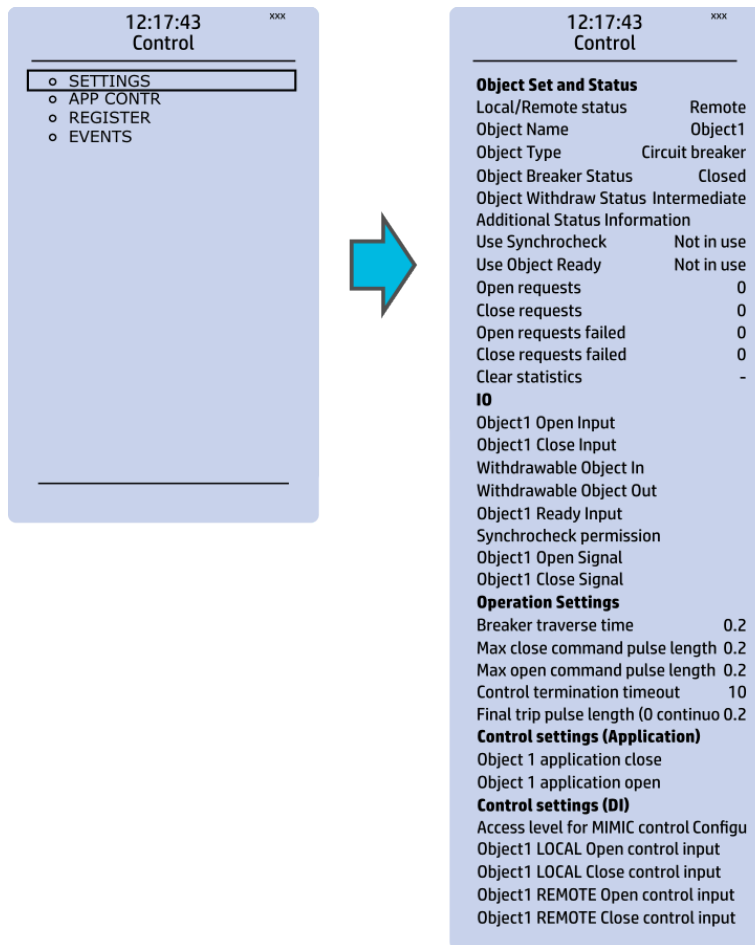 12:17:43 xxx
Control
SETTINGS
APP CONTR
REGISTER
EVENTS
12:17:43 xxx
Control
Object Set and Status
Local/Remote status Remote
Object Name Object1
Object Type Circuit breaker
Object Breaker Status Closed
Object Withdraw Status Intermediate
Additional Status Information
Use Synchrocheck Not in use
Use Object Ready Not in use
Open requests 0
Close requests 0
Open requests failed 0
Close requests failed 0
Clear statistics -
IO
Object1 Open Input
Object1 Close Input
Withdrawable Object In
Withdrawable Object Out
Object1 Ready Input
Synchrocheck permission
Object1 Open Signal
Object1 Close Signal
Operation Settings
Breaker traverse time 0.2
Max close command pulse length 0.2
Max open command pulse length 0.2
Control termination timeout 10
Final trip pulse length (0 continuo 0.2
Control settings (Application)
Object 1 application close
Object 1 application open
Control settings (DI)
Access level for MIMIC control Configu
Object1 LOCAL Open control input
Object1 LOCAL Close control input
Object1 REMOTE Open control input
Object1 REMOTE Close control input